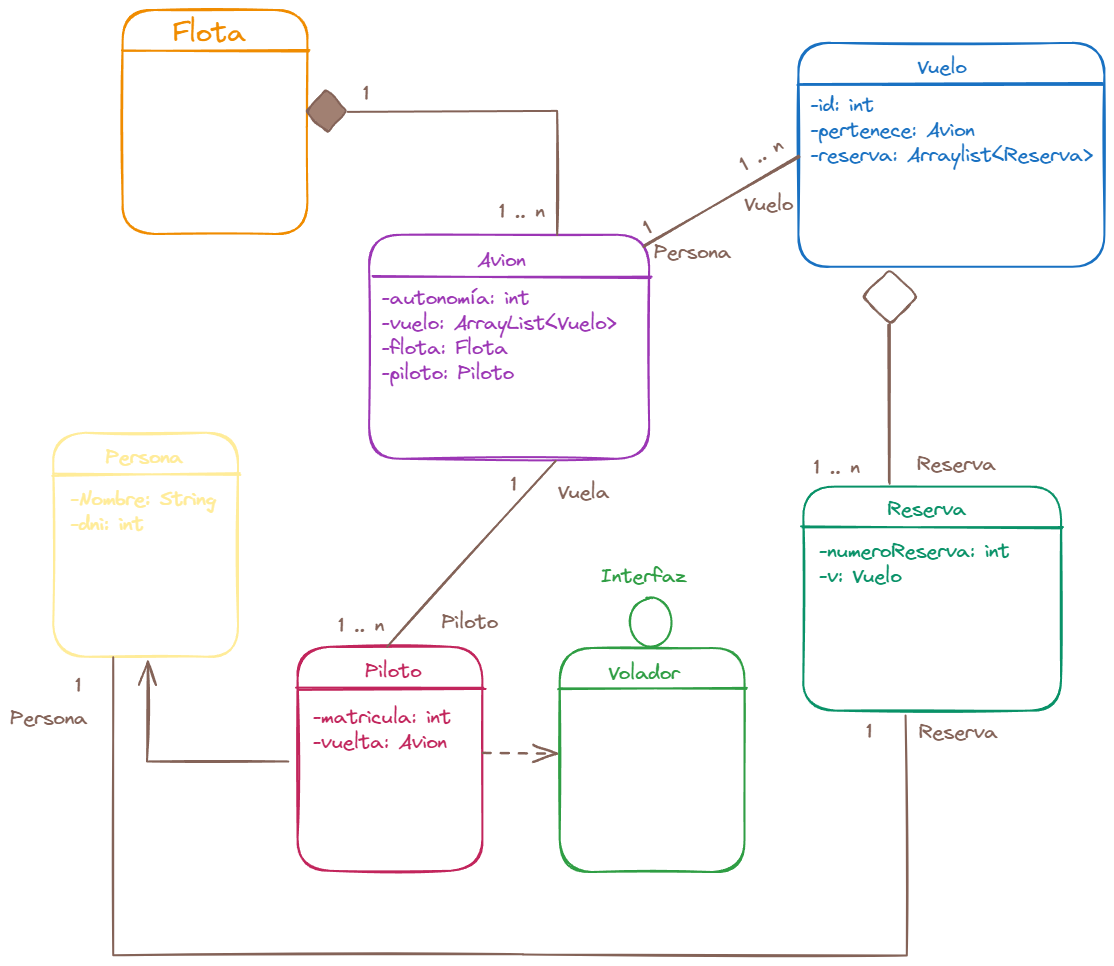 Flota
1
1 .. n
Vuelo
-id: int
-pertenece: Avion
-reserva: Arraylist<Reserva>
1 .. n
Vuelo
1
Persona
Avion
-autonomía: int
-vuelo: ArrayList<Vuelo>
-flota: Flota
-piloto: Piloto
Persona
-Nombre: String
-dni: int
1
Vuela
1 .. n
Reserva
Reserva
-numeroReserva: int
-v: Vuelo
Interfaz
1 .. n
Piloto
Piloto
-matricula: int
-vuelta: Avion
Volador
1
Persona
1
Reserva